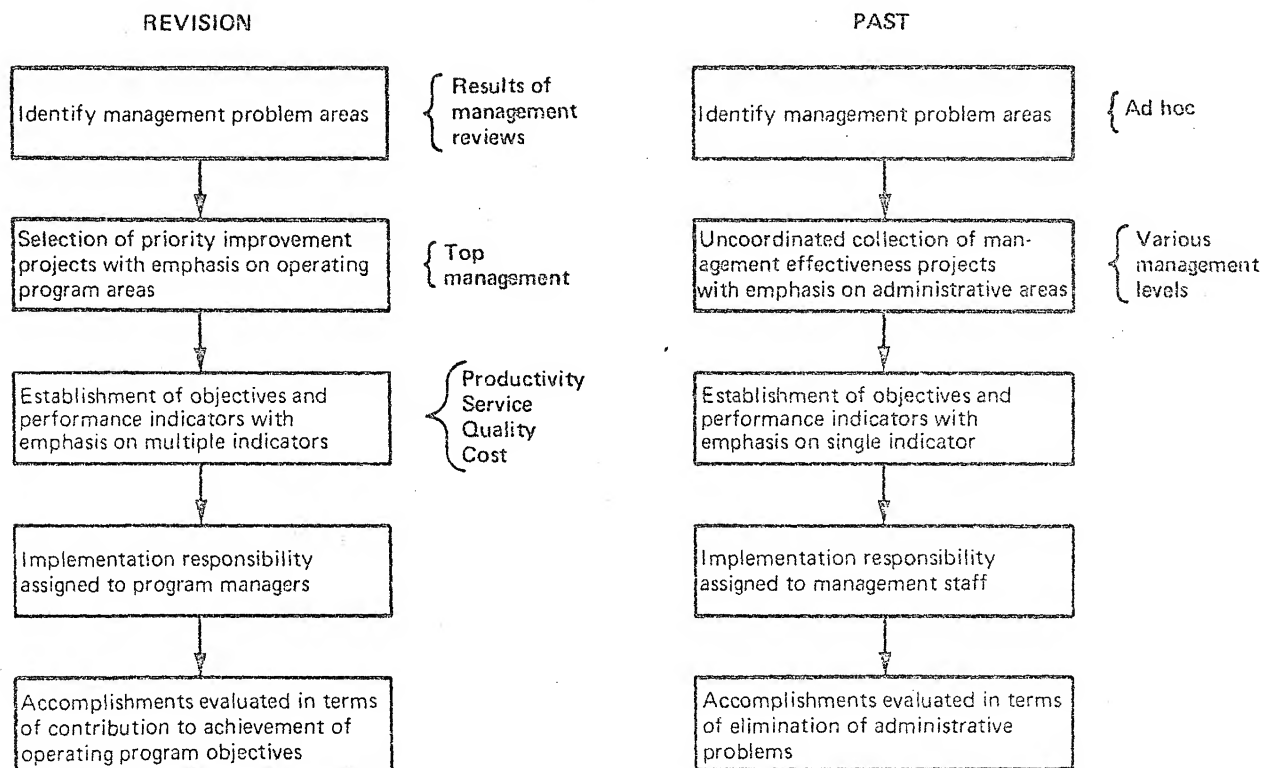 REVISION
Identify management problem areas
Results of
management
reviews
Selection of priority improvement
projects with emphasis on operating
program areas
Top
management
Establishment of objectives and
performance indicators with
emphasis on multiple indicators
Productivity
Service
Quality
Cost
Implementation responsibility
assigned to program managers
Accomplishments evaluated in terms
of contribution to achievement of
operating program objectives
PAST
Identify management problem areas
Ad hoc
Uncoordinated collection of man-
agement effectiveness projects
with emphasis on administrative areas
Various
management
levels
Establishment of objectives and
performance indicators with
emphasis on single indicator
Implementation responsibility
assigned to management staff
Accomplishments evaluated in terms
of elimination of administrative
problems